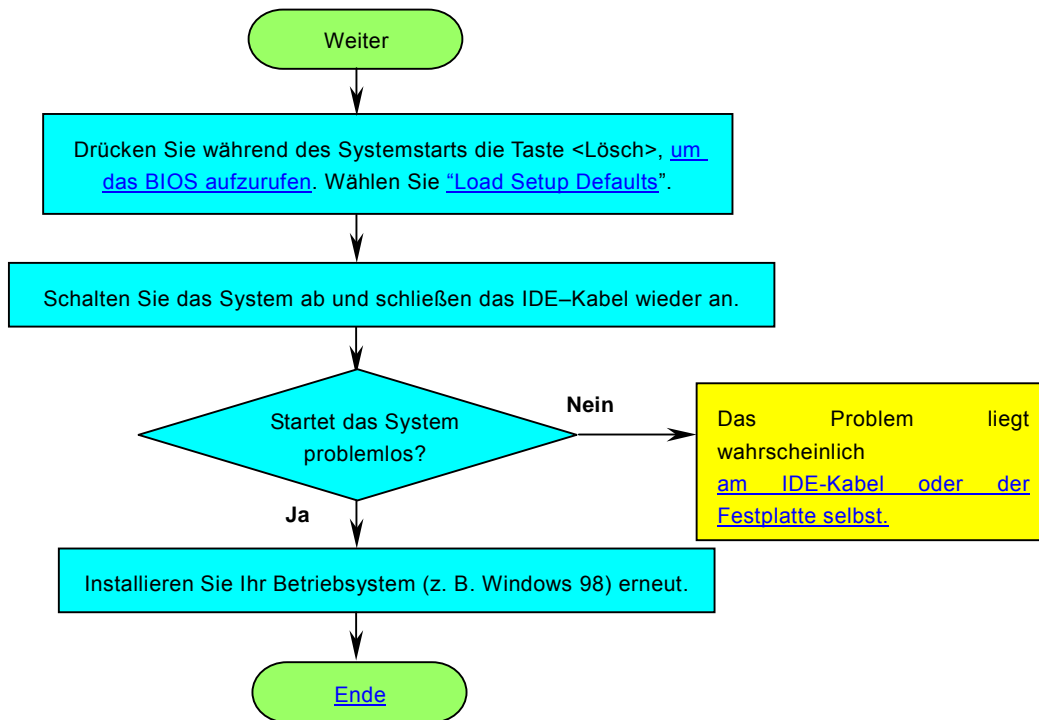 Weiter
Drücken Sie während des Systemstarts die Taste <Lösch>, um
das BIOS aufzurufen. Wählen Sie “Load Setup Defaults”.
Schalten Sie das System ab und schließen das IDE–Kabel wieder an.
Startet das System
problemlos?
Nein
Das Problem liegt
wahrscheinlich
am IDE-Kabel oder der
Festplatte selbst.
Ja
Installieren Sie Ihr Betriebsystem (z. B. Windows 98) erneut.
Ende